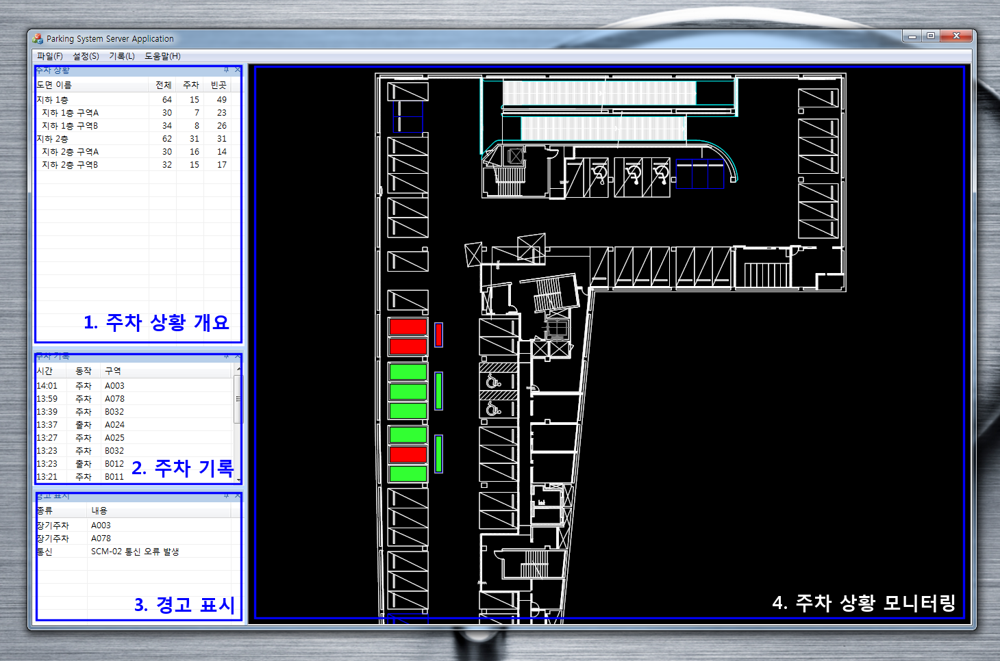 Parking System Server Application
파일(F) 설정(S) 기록(L) 도움말(H)
주차 상황
도면 이름 전체 주차 빈곳
지하 1층 64 15 49
지하 1층 구역A 30 7 23
지하 1층 구역B 34 8 26
지하 2층 62 31 31
지하 2층 구역A 30 16 14
지하 2층 구역B 32 15 17
1. 주차 상황 개요
주차 기록
시간 동작 구역
14:01 주차 A003
13:59 주차 A078
13:39 주차 B032
13:37 출차 A024
13:27 주차 A025
13:23 주차 B032
13:23 출차 B012
13:21 주차 B011
2. 주차 기록
경고 표시
종류 내용
장기주차 A003
장기주차 A078
통신 SCM-02 통신 오류 발생
3. 경고 표시
4. 주차 상황 모니터링